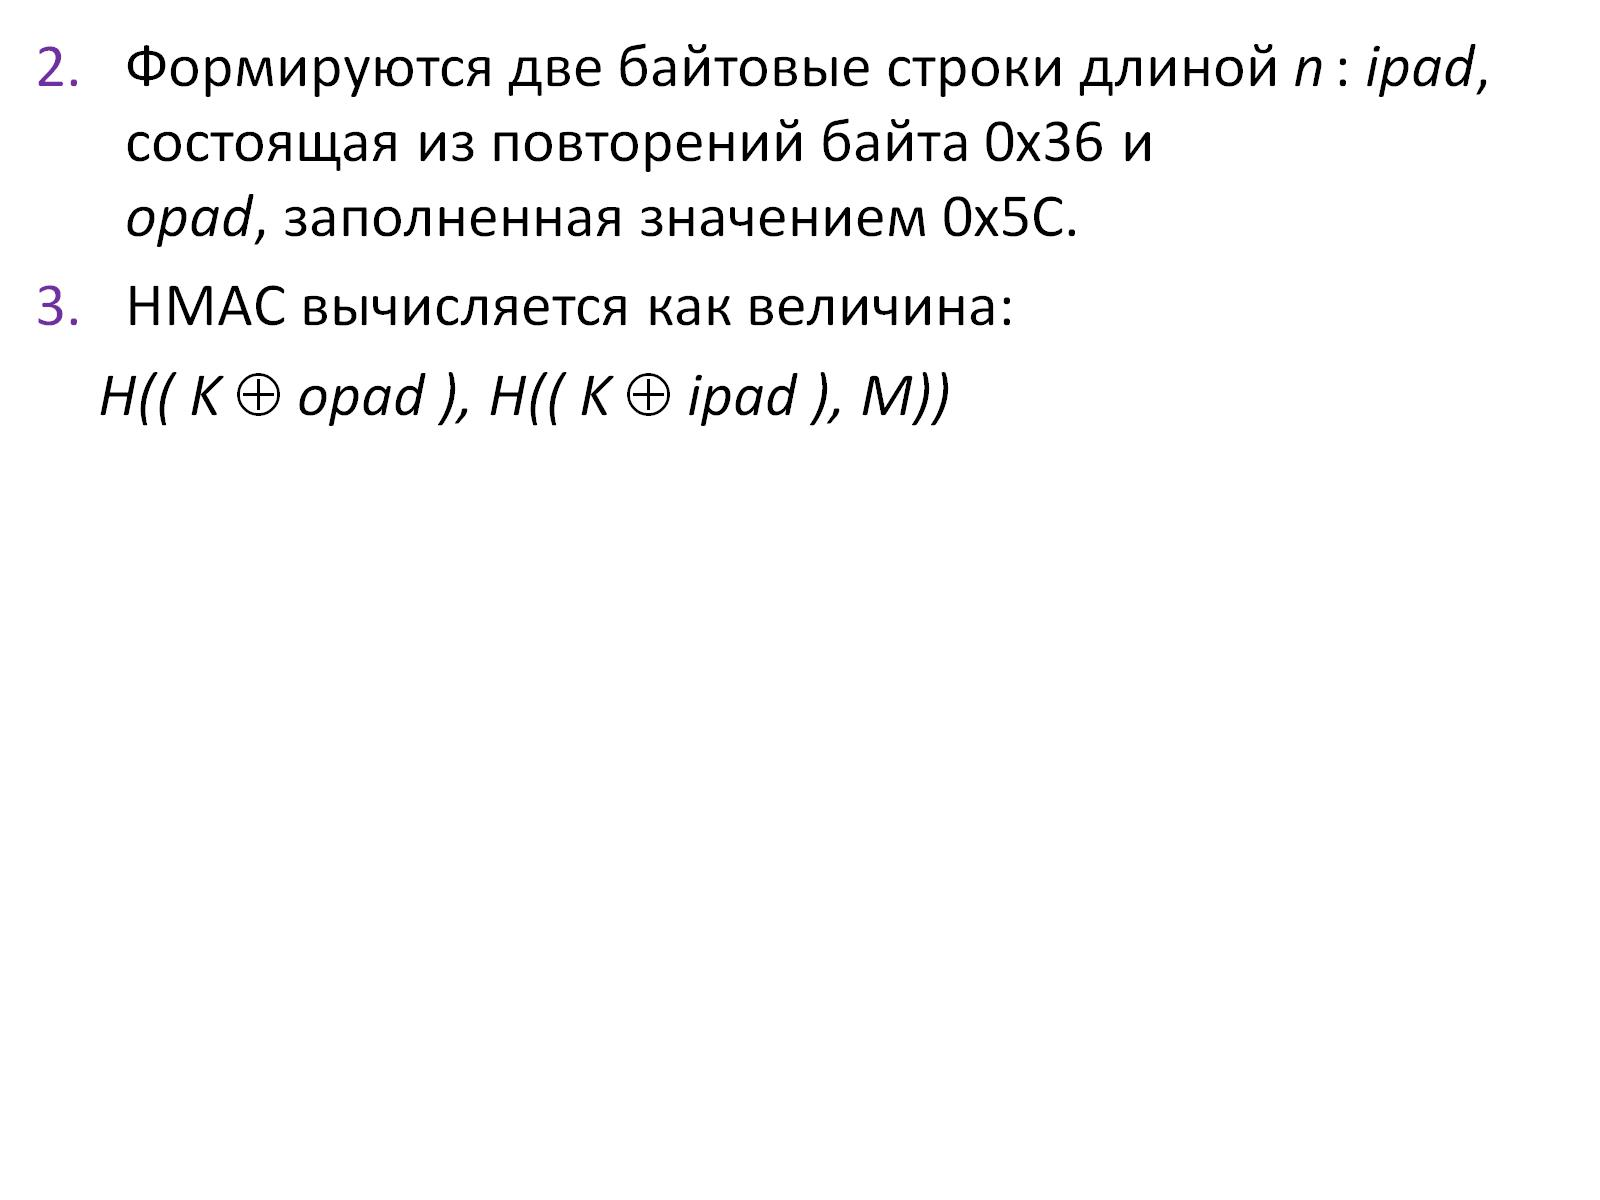 2. Формируются две байтовые строки длиной n : ipad,
состоящая из повторений байта 0x36 и
opad, заполненная значением 0x5C.
3. HMAC вычисляется как величина:
H(( K ⊕ opad ), H(( K ⊕ ipad ), M))